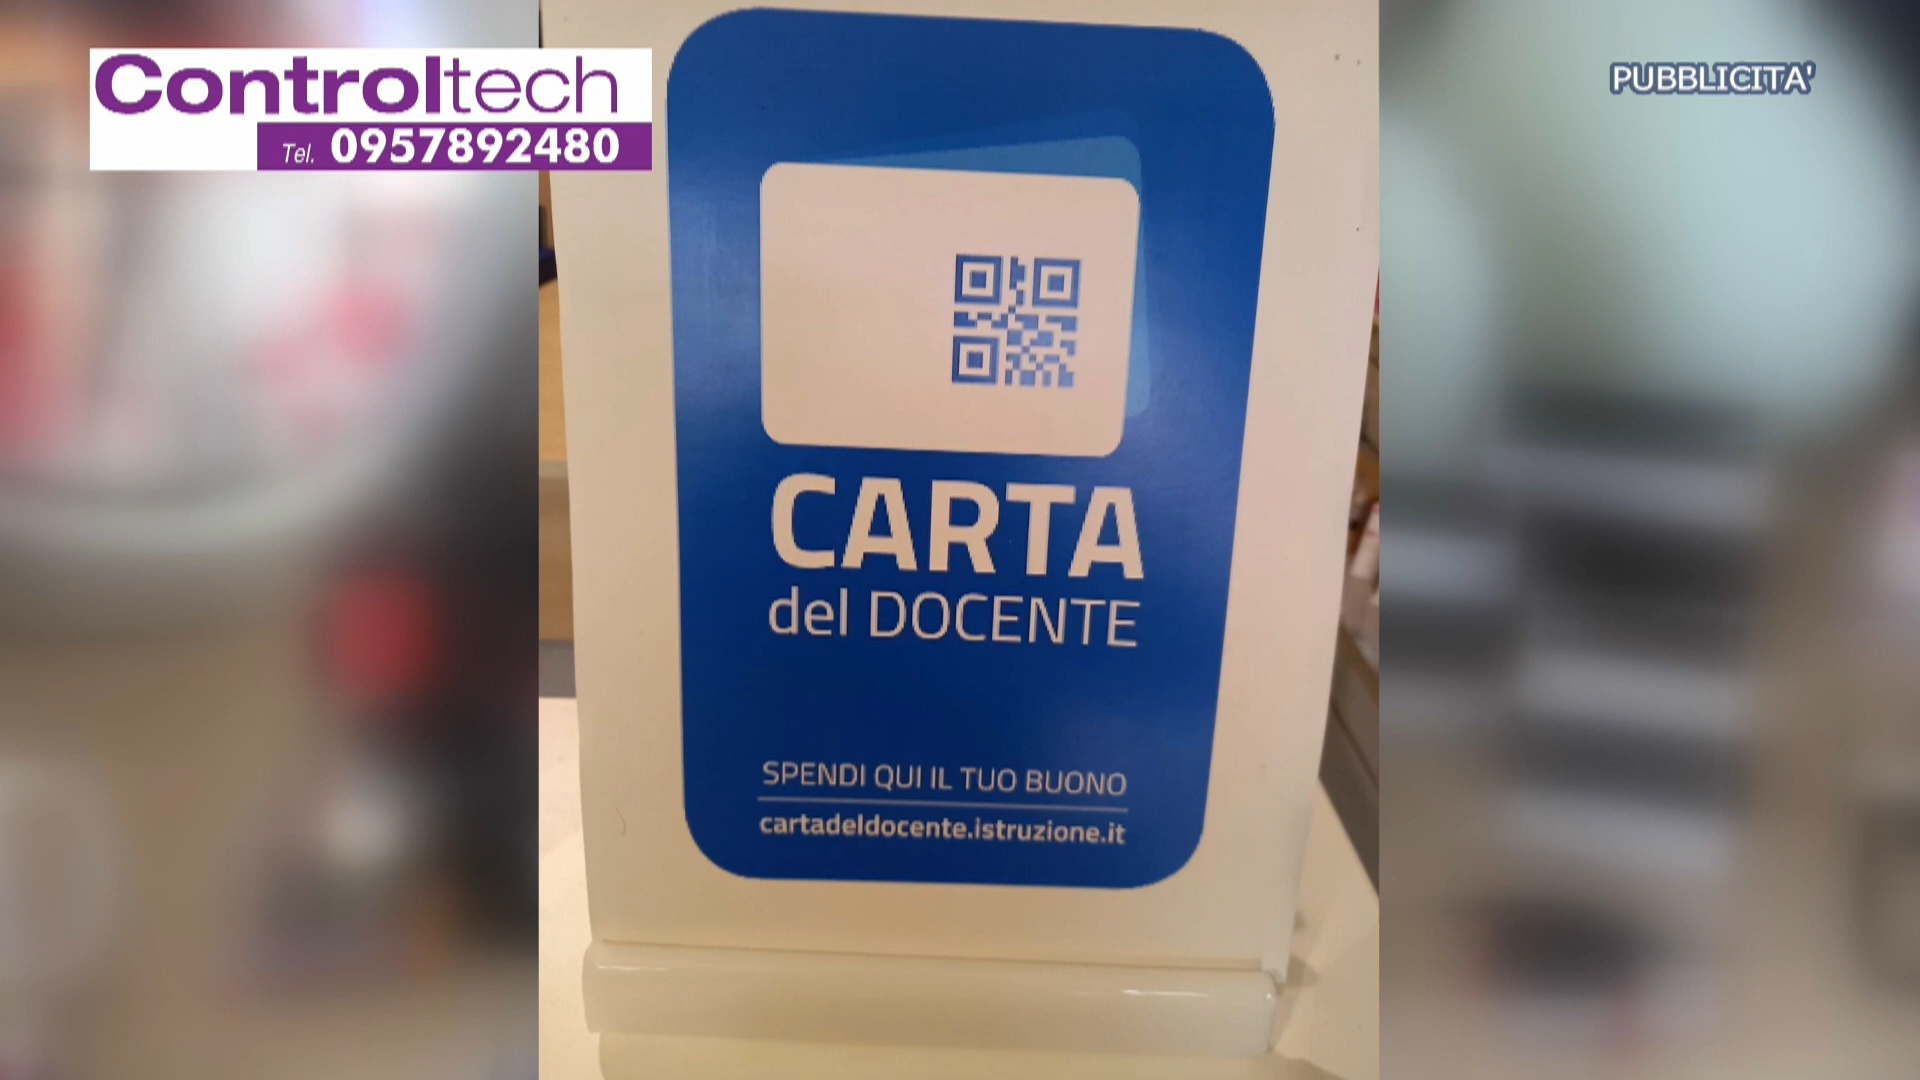 Controltech
Tel. 0957892480
PUBBLICITA'
CARTA
del DOCENTE
SPENDI QUI IL TUO BUONO
cartadeldocente.istruzione.it